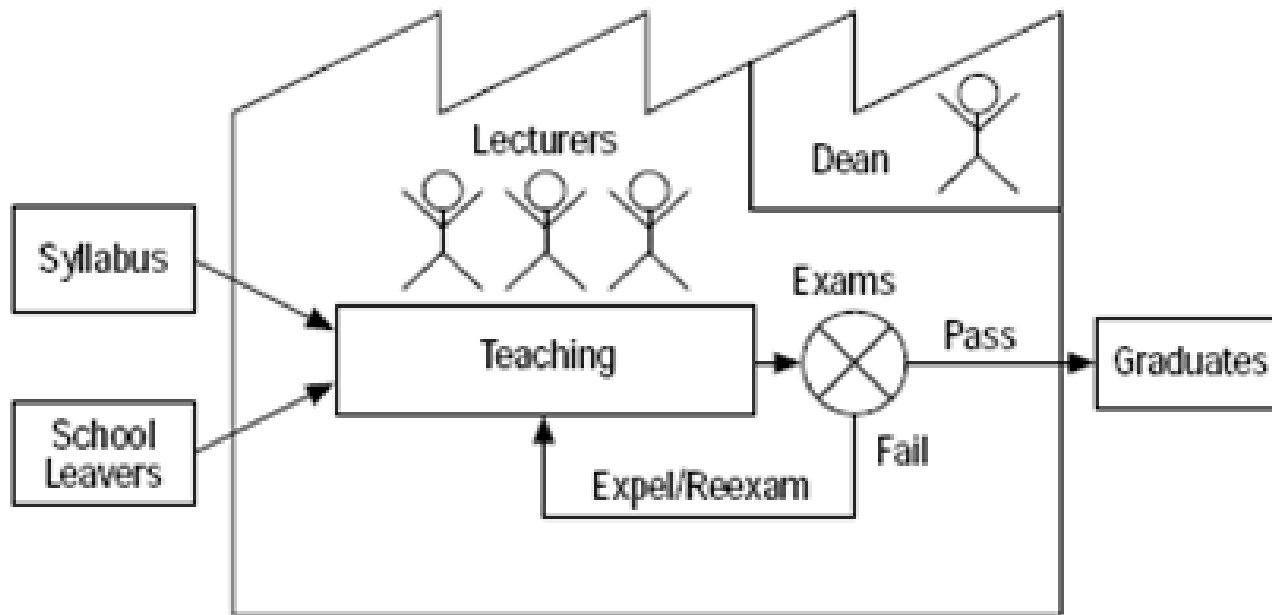 Lecturers
Dean
Syllabus
Exams
Teaching
Pass
Graduates
School
Leavers
Fail
Expel/Reexam